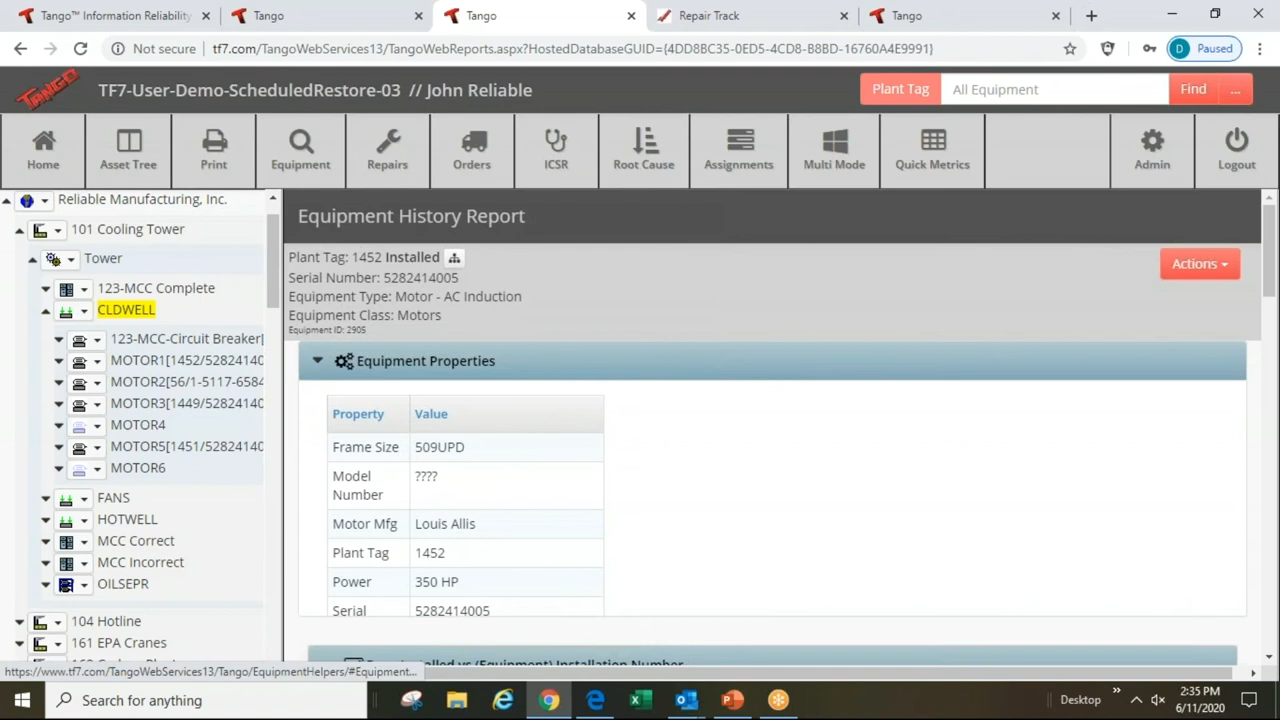 Tango™ Information Reliability
Tango
Tango
Repair Track
Tango
Not secure
tf7.com/TangoWebServices13/TangoWebReports.aspx?HostedDatabaseGUID={4DD8BC35-0ED5-4CD8-B8BD-16760A4E9991}
D Paused
TANGO
TF7-User-Demo-ScheduledRestore-03 // John Reliable
Plant Tag
All Equipment
Find
...
Home
Asset Tree
Print
Equipment
Repairs
Orders
ICSR
Root Cause
Assignments
Multi Mode
Quick Metrics
Admin
Logout
Reliable Manufacturing, Inc.
101 Cooling Tower
Tower
123-MCC Complete
CLDWELL
123-MCC-Circuit Breaker[
MOTOR1[1452/52824140
MOTOR2[56/1-5117-6584
MOTOR3[1449/52824140
MOTOR4
MOTOR5[1451/52824140
MOTOR6
FANS
HOTWELL
MCC Correct
MCC Incorrect
OILSEPR
104 Hotline
161 EPA Cranes
Equipment History Report
Plant Tag: 1452 Installed
Serial Number: 5282414005
Equipment Type: Motor - AC Induction
Equipment Class: Motors
Equipment ID: 2905
Actions
Equipment Properties
Property Value
Frame Size 509UPD
Model
Number
????
Motor Mfg Louis Allis
Plant Tag 1452
Power 350 HP
Serial 5282414005
(Equipment) Installation Number
https://www.tf7.com/TangoWebServices13/Tango/EquipmentHelpers/#Equipment...
Search for anything
Desktop
2:35 PM
6/11/2020